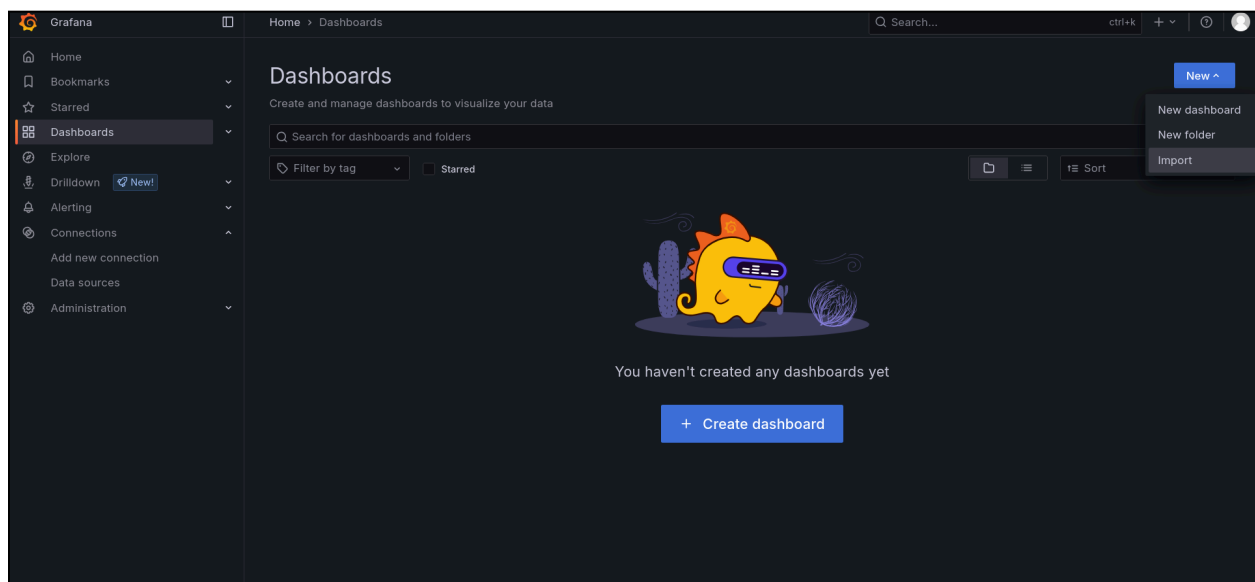 Grafana
Home › Dashboards
Search...
ctrl+k
Home
Bookmarks
Starred
Dashboards
Explore
Drilldown New!
Alerting
Connections
Add new connection
Data sources
Administration
Dashboards
New
Create and manage dashboards to visualize your data
New dashboard
New folder
Import
Search for dashboards and folders
Filter by tag
Starred
Sort
You haven't created any dashboards yet
+ Create dashboard